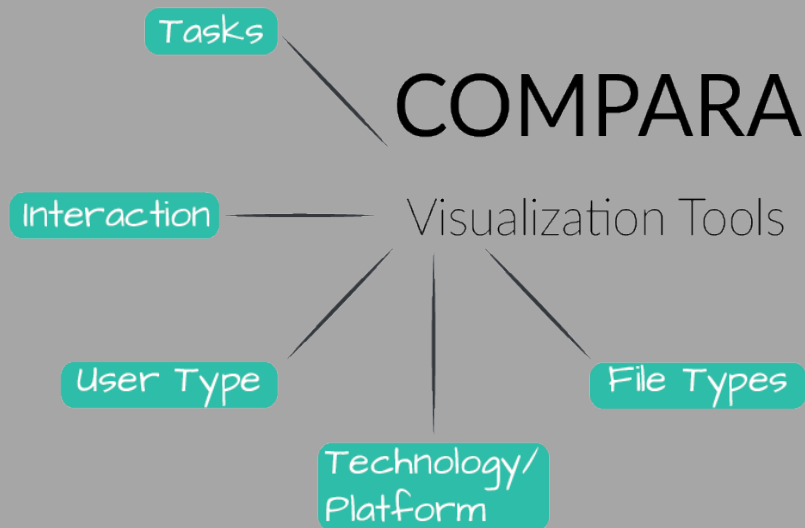 Tasks
COMPARA
Interaction
Visualization Tools
User Type
File Types
Technology/
Platform